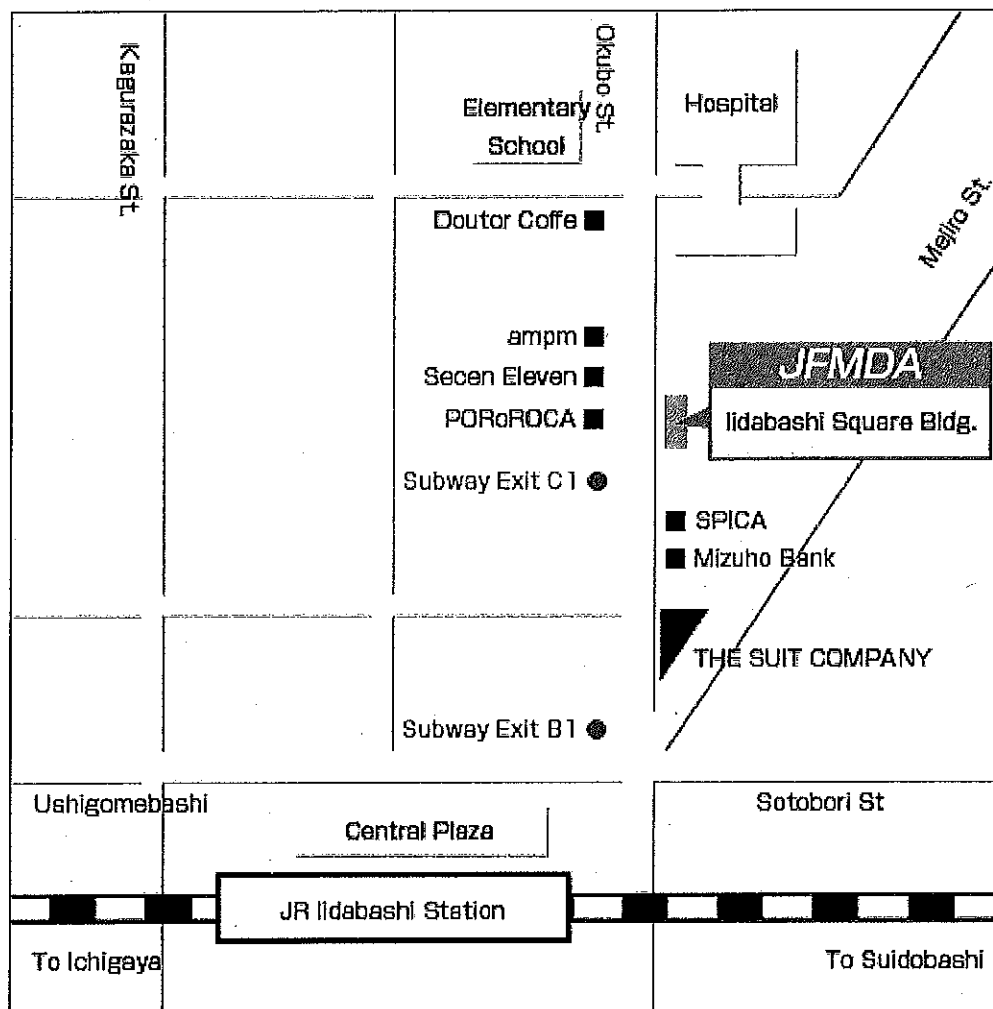 Kagurazaka St.
Okubo St.
Elementary
School
Hospital
Mejiro St.
Doutor Coffe
ampm
Secen Eleven
PORoROCA
Subway Exit C1
JFMDA
Iidabashi Square Bldg.
SPICA
Mizuho Bank
THE SUIT COMPANY
Subway Exit B1
Ushigomebashi
Sotobori St
Central Plaza
JR Iidabashi Station
To Ichigaya
To Suidobashi